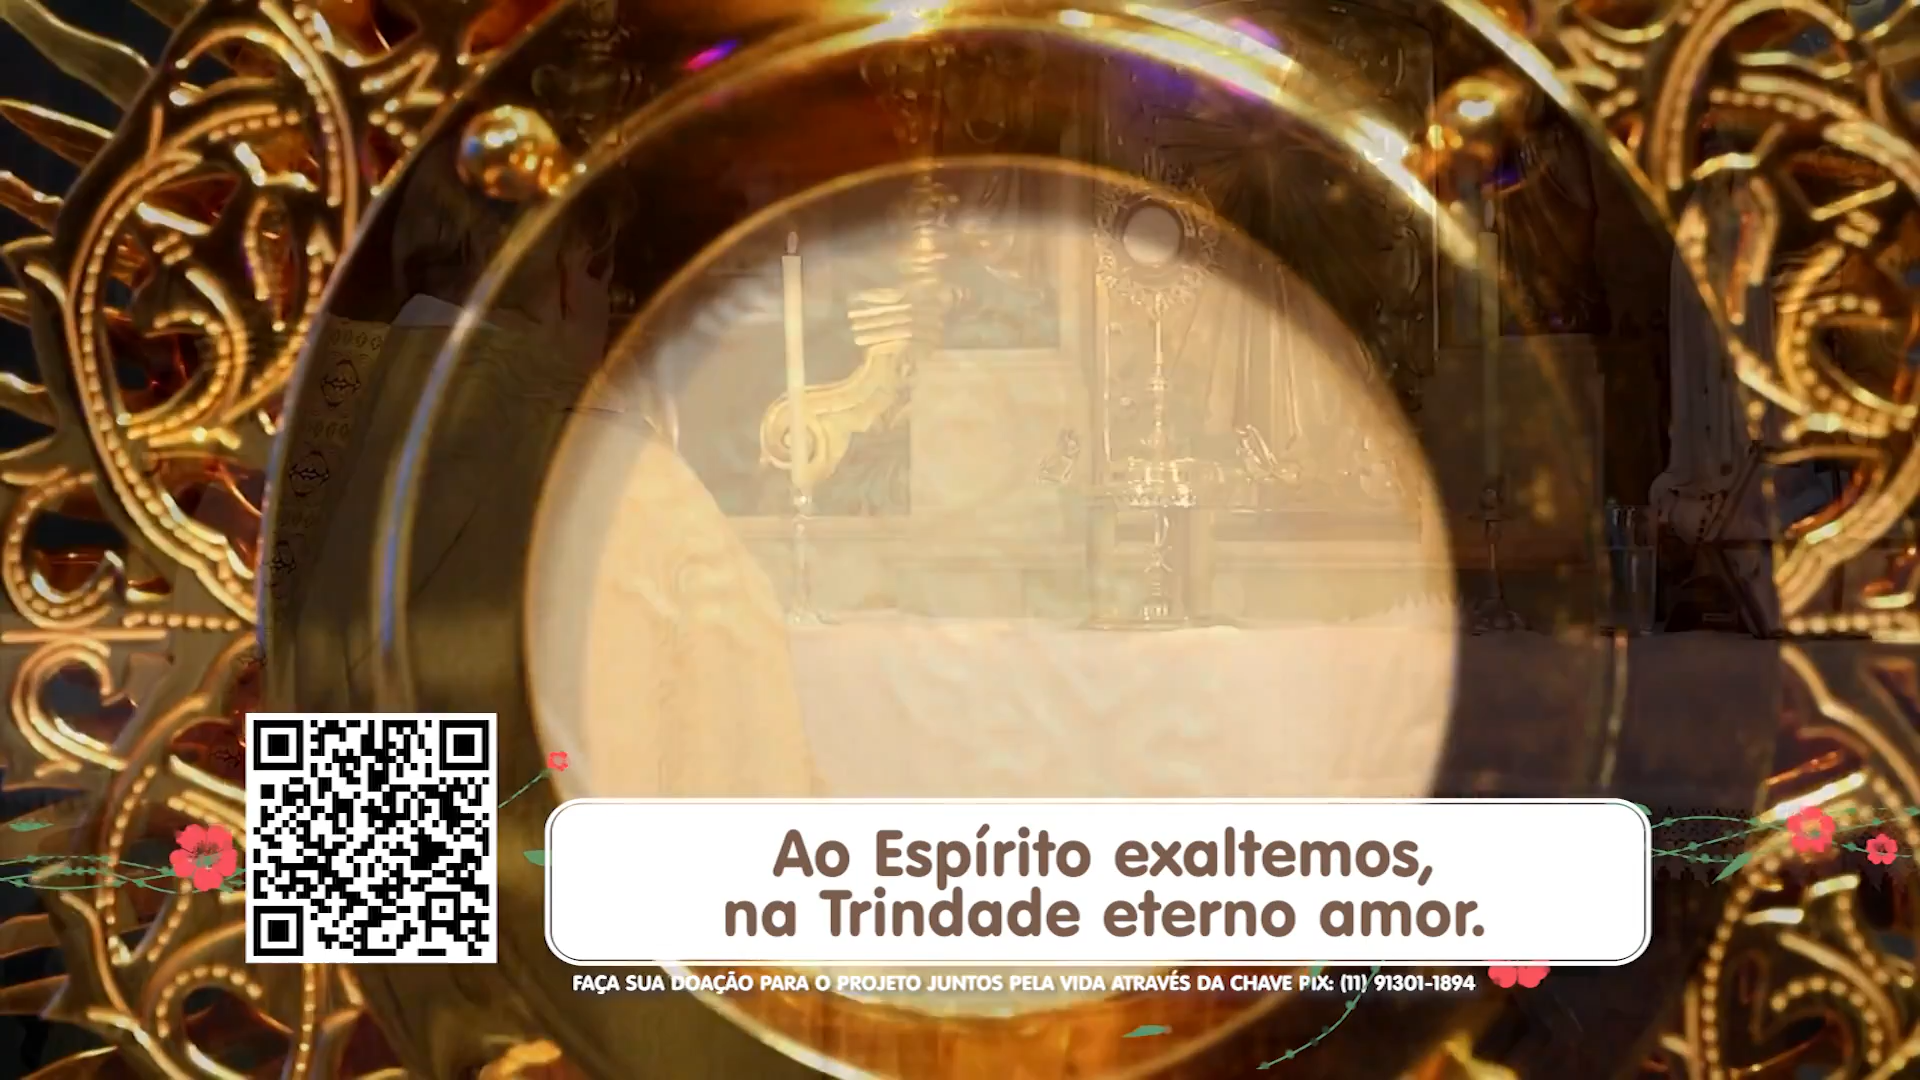 Ao Espírito exaltemos,
na Trindade eterno amor.
FAÇA SUA DOAÇÃO PARA O PROJETO JUNTOS PELA VIDA ATRAVÉS DA CHAVE PIX: (11) 91301-1894